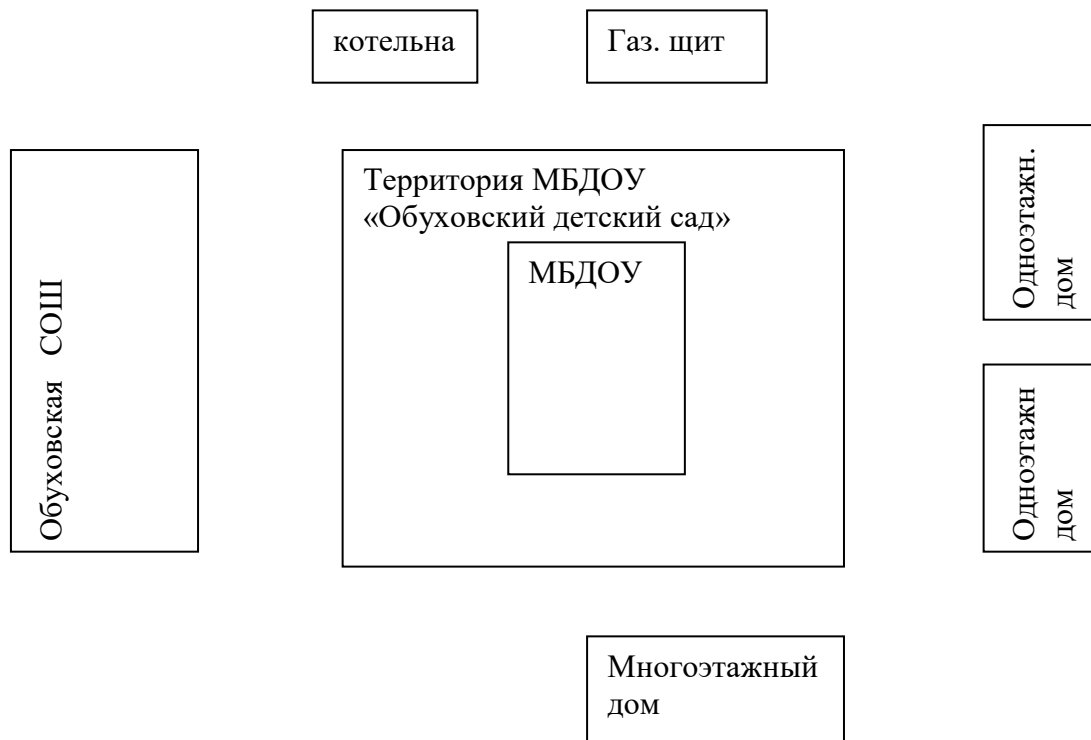 котельна
Газ. щит
Территория МБДОУ
«Обуховский детский сад»
МБДОУ
Обуховская СОШ
Одноэтажн.
дом
Одноэтажн
дом
Многоэтажный
дом